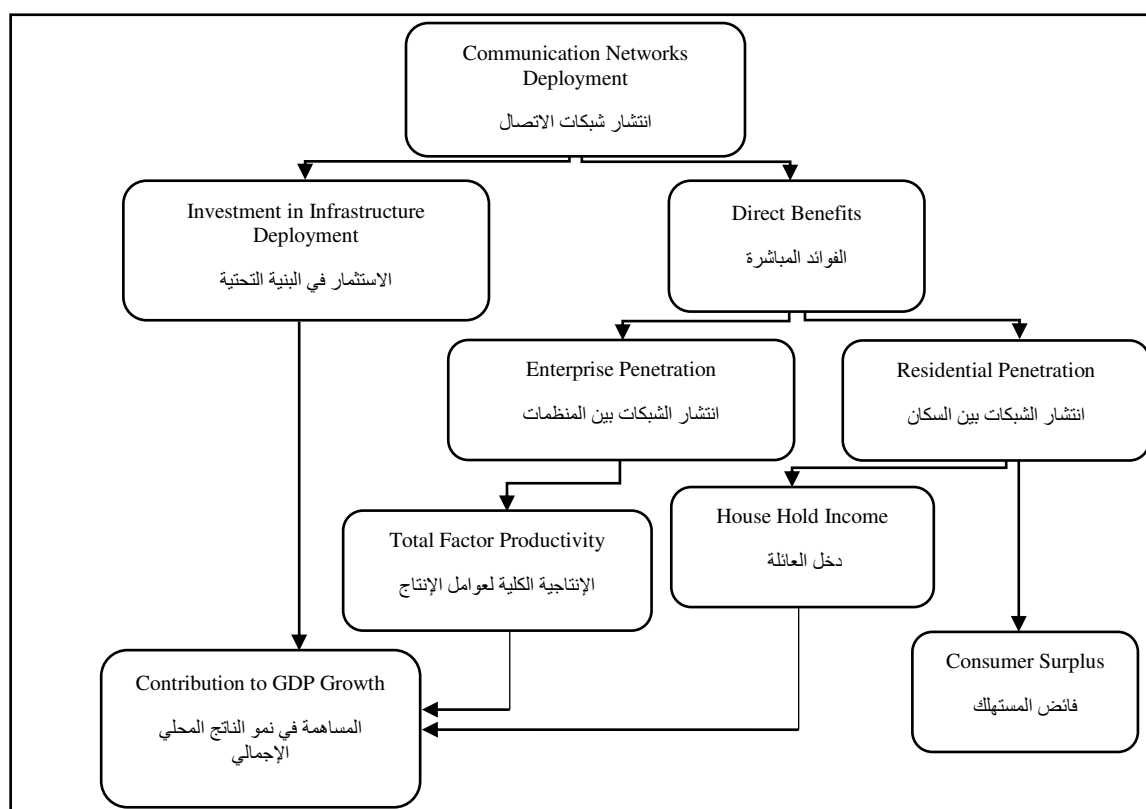 Communication Networks
Deployment
انتشار شبكات الاتصال
Investment in Infrastructure
Deployment
الاستثمار في البنية التحتية
Direct Benefits
الفوائد المباشرة
Enterprise Penetration
انتشار الشبكات بين المنظمات
Residential Penetration
انتشار الشبكات بين السكان
Total Factor Productivity
الإنتاجية الكلية لعوامل الإنتاج
House Hold Income
دخل العائلة
Contribution to GDP Growth
المساهمة في نمو الناتج المحلي
الإجمالي
Consumer Surplus
فائض المستهلك